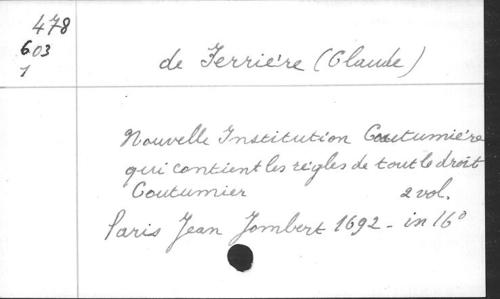 478
603
1
de Ferrière (Claude)
Nouvelle Institution Coutumière
qui contient les règles de tout le droit
Coutumier 2 vol.
Paris Jean Jombert 1692 - in 16°